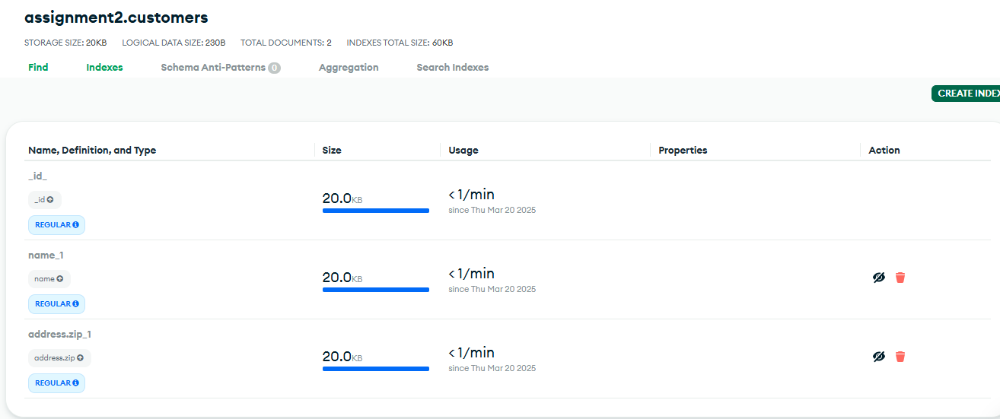 assignment2.customers
STORAGE SIZE: 20KB LOGICAL DATA SIZE: 230B TOTAL DOCUMENTS: 2 INDEXES TOTAL SIZE: 60KB
Find Indexes Schema Anti-Patterns 0 Aggregation Search Indexes
CREATE INDEX
Name, Definition, and Type Size Usage Properties Action
_id_
_id
REGULAR
20.0KB
< 1/min
since Thu Mar 20 2025
name_1
name
REGULAR
20.0KB
< 1/min
since Thu Mar 20 2025
address.zip_1
address.zip
REGULAR
20.0KB
< 1/min
since Thu Mar 20 2025